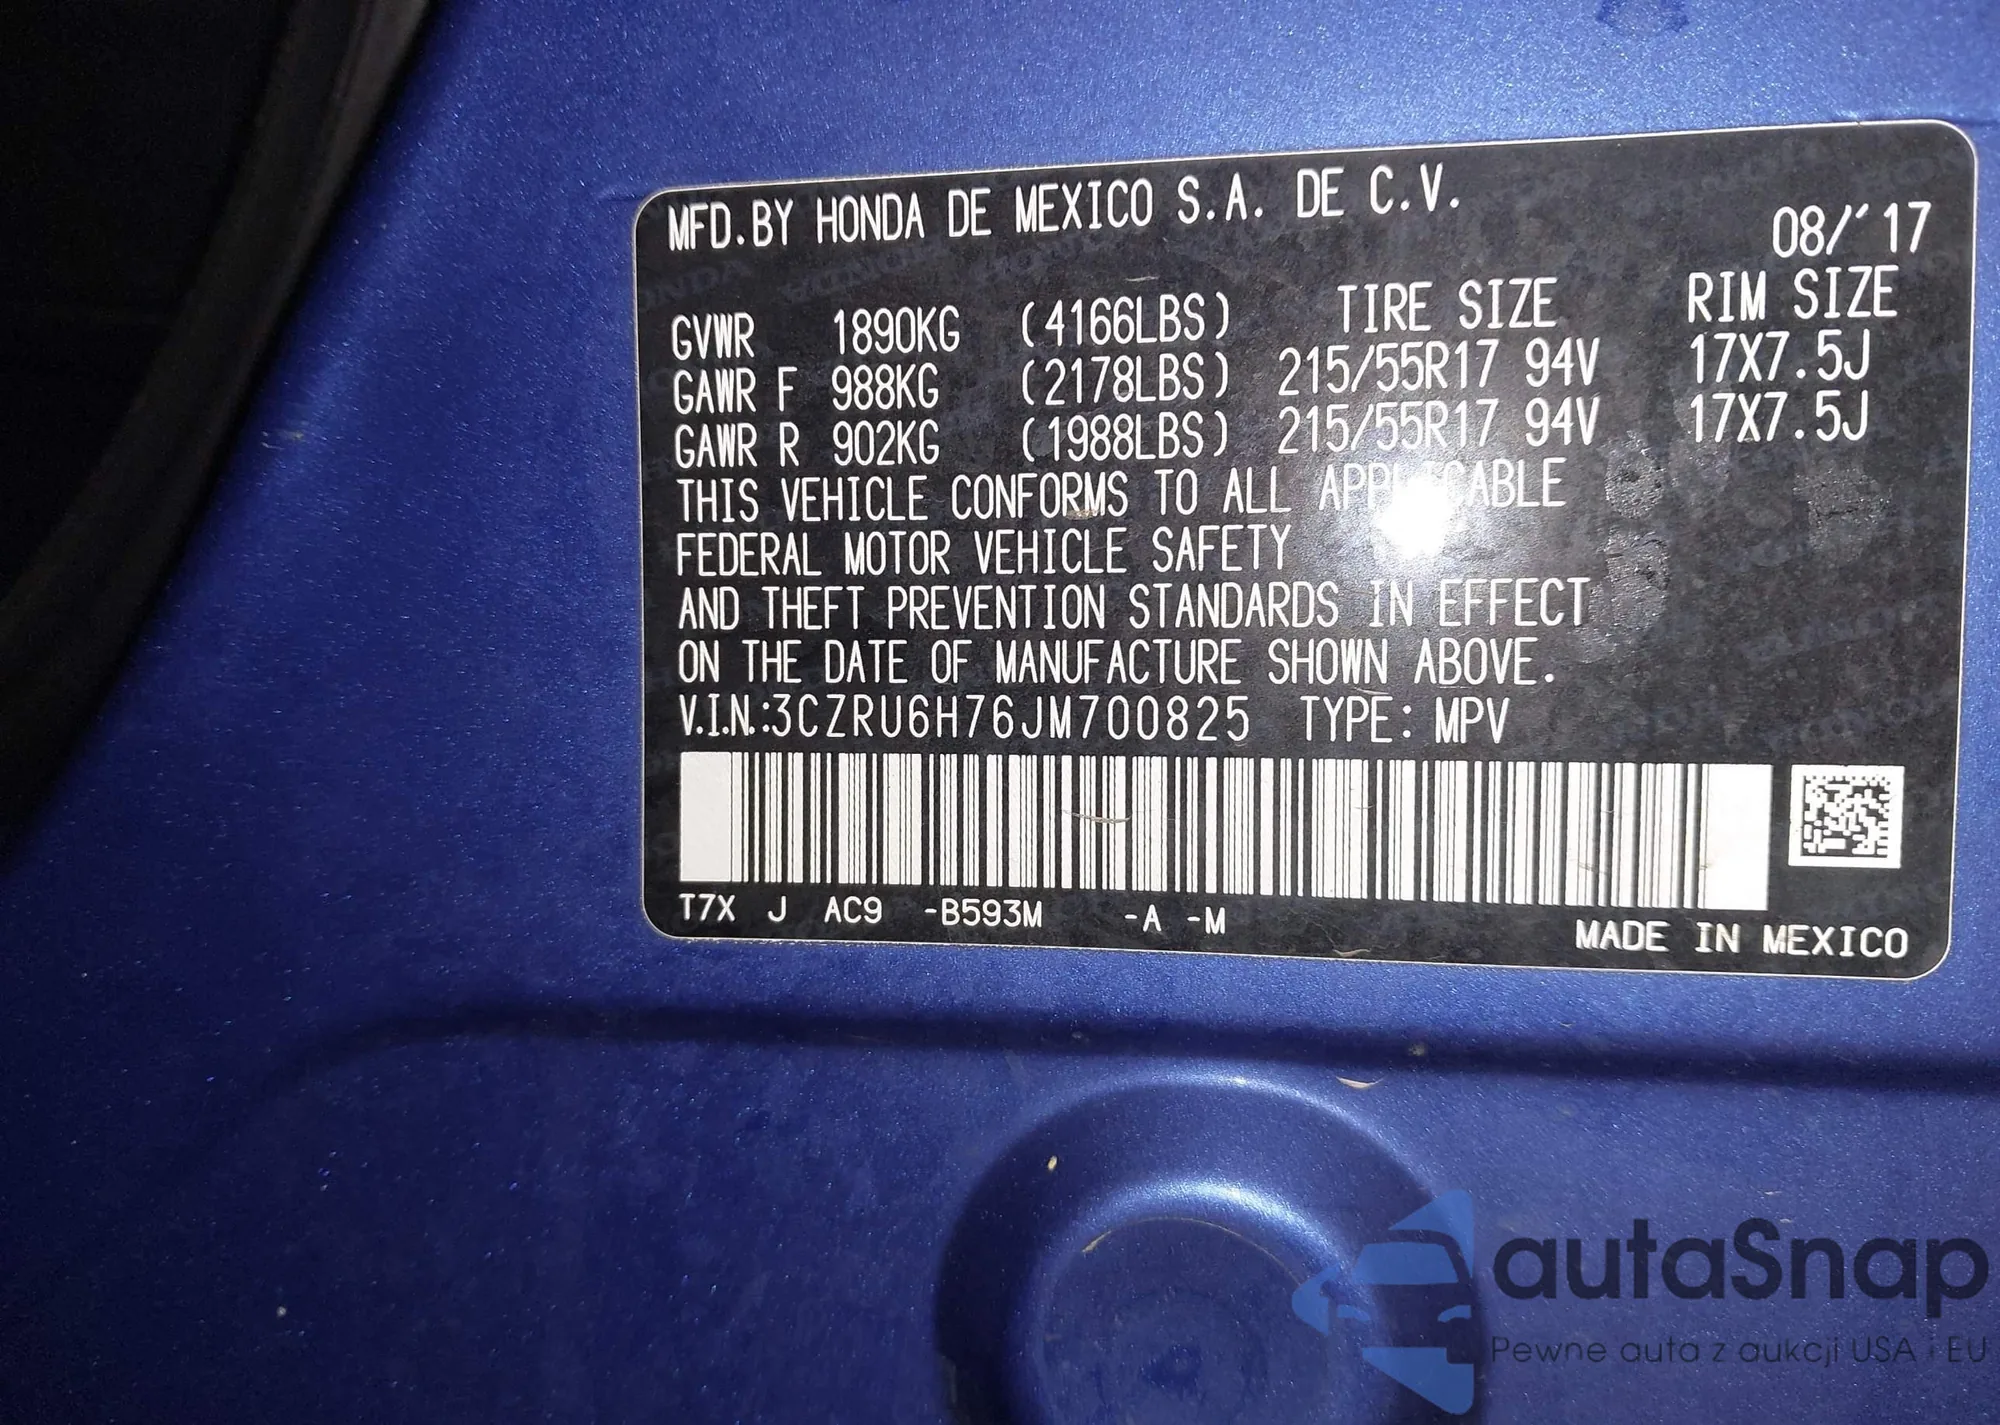 MFD.BY HONDA DE MEXICO S.A. DE C.V.
08/'17
TIRE SIZE RIM SIZE
GVWR 1890KG (4166LBS)
GAWR F 988KG (2178LBS) 215/55R17 94V 17X7.5J
GAWR R 902KG (1988LBS) 215/55R17 94V 17X7.5J
THIS VEHICLE CONFORMS TO ALL APPLICABLE
FEDERAL MOTOR VEHICLE SAFETY
AND THEFT PREVENTION STANDARDS IN EFFECT
ON THE DATE OF MANUFACTURE SHOWN ABOVE.
V.I.N.:3CZRU6H76JM700825 TYPE: MPV
T7X J AC9 -B593M -A -M
MADE IN MEXICO
autaSnap
Pewne auta z aukcji USA i EU